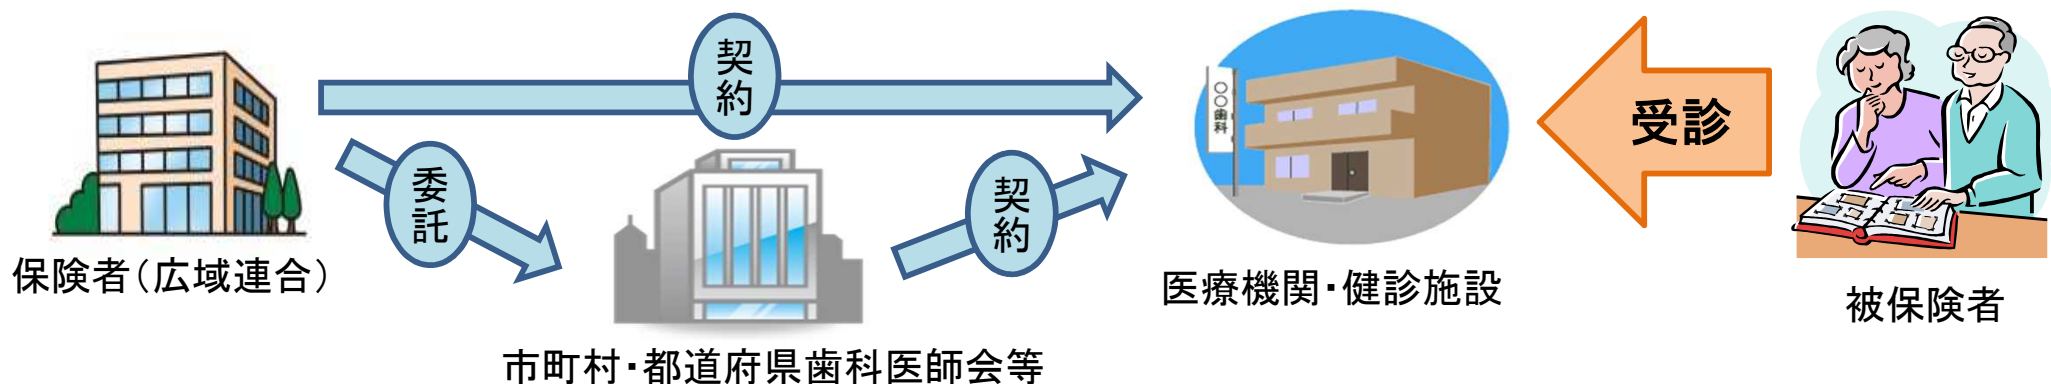 契約
〇〇歯科
受診
委託
契約
保険者(広域連合)
医療機関・健診施設
被保険者
市町村・都道府県歯科医師会等